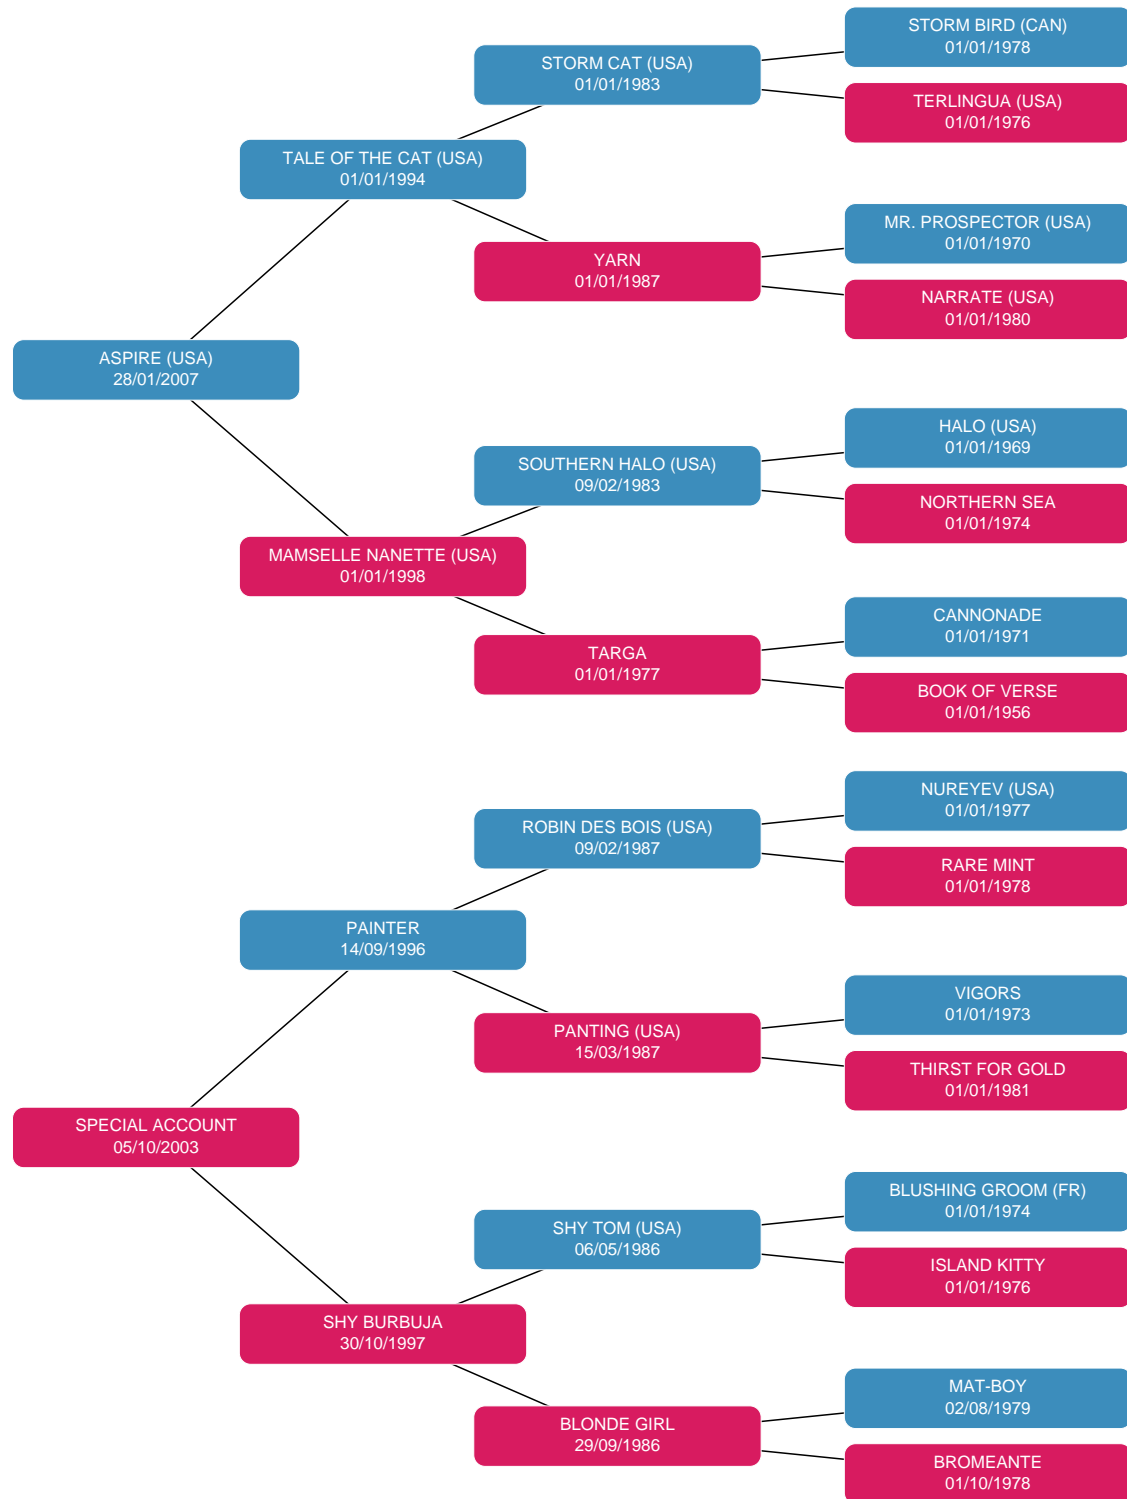 STORM BIRD (CAN)
01/01/1978
STORM CAT (USA)
01/01/1983
TERLINGUA (USA)
01/01/1976
TALE OF THE CAT (USA)
01/01/1994
MR. PROSPECTOR (USA)
01/01/1970
YARN
01/01/1987
NARRATE (USA)
01/01/1980
ASPIRE (USA)
28/01/2007
HALO (USA)
01/01/1969
SOUTHERN HALO (USA)
09/02/1983
NORTHERN SEA
01/01/1974
MAMSELLE NANETTE (USA)
01/01/1998
CANNONADE
01/01/1971
TARGA
01/01/1977
BOOK OF VERSE
01/01/1956
NUREYEV (USA)
01/01/1977
ROBIN DES BOIS (USA)
09/02/1987
RARE MINT
01/01/1978
PAINTER
14/09/1996
VIGORS
01/01/1973
PANTING (USA)
15/03/1987
THIRST FOR GOLD
01/01/1981
SPECIAL ACCOUNT
05/10/2003
BLUSHING GROOM (FR)
01/01/1974
SHY TOM (USA)
06/05/1986
ISLAND KITTY
01/01/1976
SHY BURBUJA
30/10/1997
MAT-BOY
02/08/1979
BLONDE GIRL
29/09/1986
BROMEANTE
01/10/1978